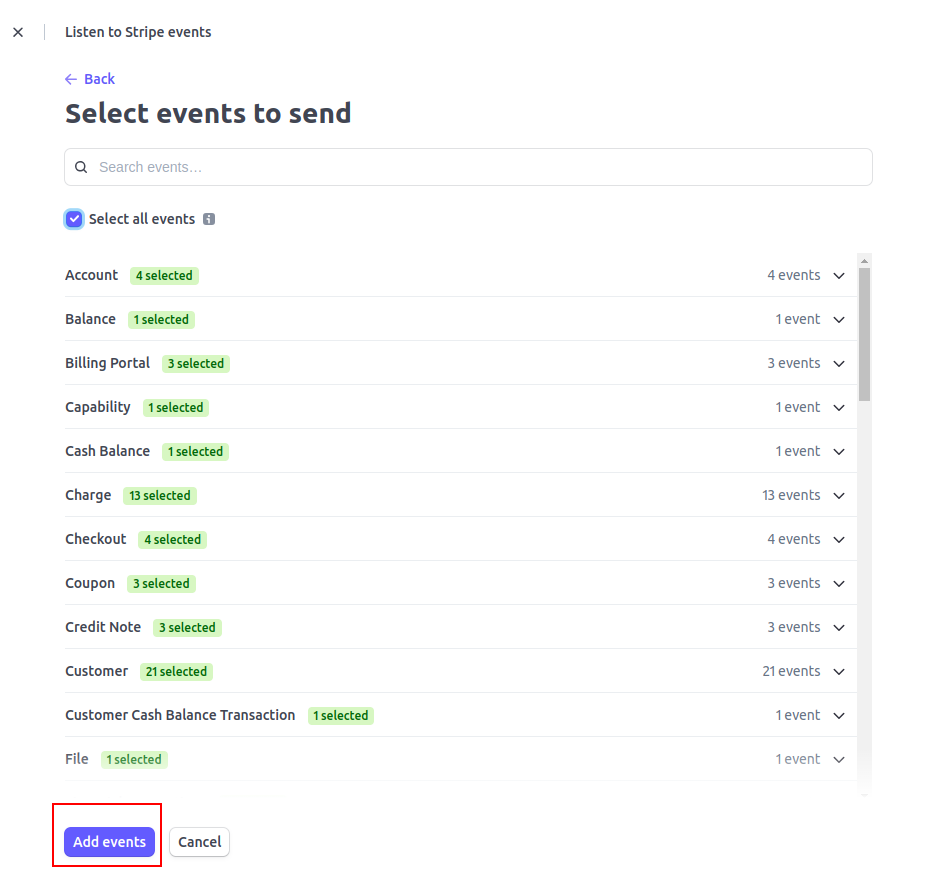 Listen to Stripe events
Back
Select events to send
Search events...
Select all events
Account 4 selected 4 events
Balance 1 selected 1 event
Billing Portal 3 selected 3 events
Capability 1 selected 1 event
Cash Balance 1 selected 1 event
Charge 13 selected 13 events
Checkout 4 selected 4 events
Coupon 3 selected 3 events
Credit Note 3 selected 3 events
Customer 21 selected 21 events
Customer Cash Balance Transaction 1 selected 1 event
File 1 selected 1 event
Add events Cancel